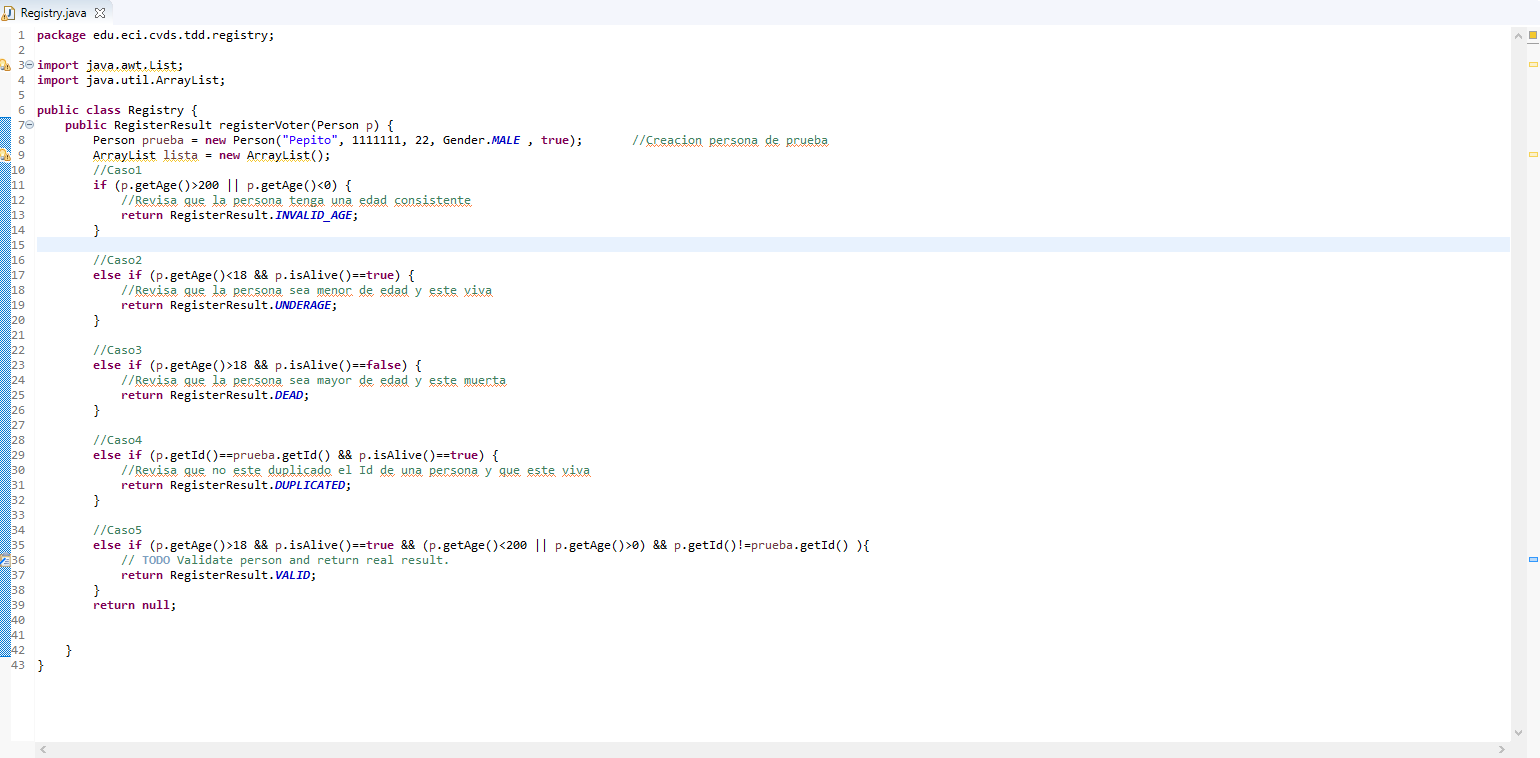 Registry.java
1 package edu.eci.cvds.tdd.registry;
2
3 import java.awt.List;
4 import java.util.ArrayList;
5
6 public class Registry {
7     public RegisterResult registerVoter(Person p) {
8         Person prueba = new Person("Pepito", 1111111, 22, Gender.MALE , true);       //Creacion persona de prueba
9         ArrayList lista = new ArrayList();
10         //Caso1
11         if (p.getAge()>200 || p.getAge()<0) {
12             //Revisa que la persona tenga una edad consistente
13             return RegisterResult.INVALID_AGE;
14         }
15
16         //Caso2
17         else if (p.getAge()<18 && p.isAlive()==true) {
18             //Revisa que la persona sea menor de edad y este viva
19             return RegisterResult.UNDERAGE;
20         }
21
22         //Caso3
23         else if (p.getAge()>18 && p.isAlive()==false) {
24             //Revisa que la persona sea mayor de edad y este muerta
25             return RegisterResult.DEAD;
26         }
27
28         //Caso4
29         else if (p.getId()==prueba.getId() && p.isAlive()==true) {
30             //Revisa que no este duplicado el Id de una persona y que este viva
31             return RegisterResult.DUPLICATED;
32         }
33
34         //Caso5
35         else if (p.getAge()>18 && p.isAlive()==true && (p.getAge()<200 || p.getAge()>0) && p.getId()!=prueba.getId() ){
36             // TODO Validate person and return real result.
37             return RegisterResult.VALID;
38         }
39         return null;
40
41
42     }
43 }